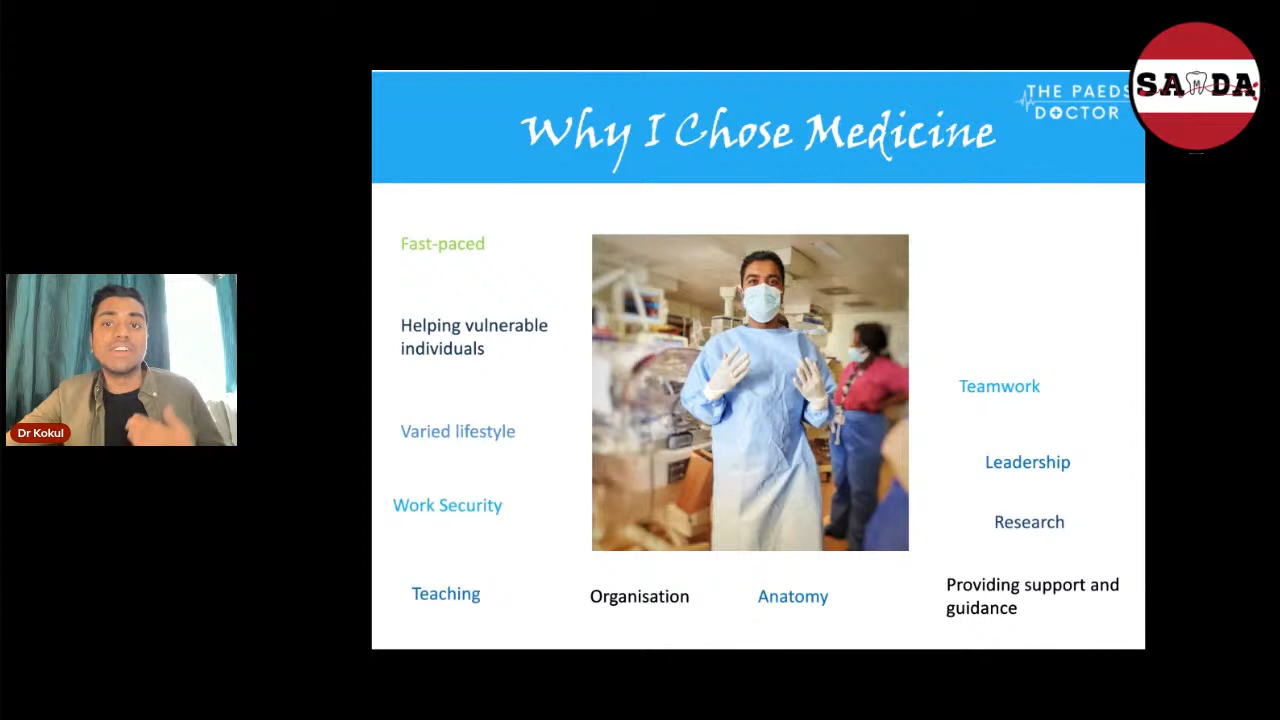 Why I Chose Medicine
THE PAEDS
DOCTOR
SAMDA
Fast-paced
Helping vulnerable
individuals
Varied lifestyle
Work Security
Teaching
Organisation
Anatomy
Teamwork
Leadership
Research
Providing support and
guidance
Dr Kokul